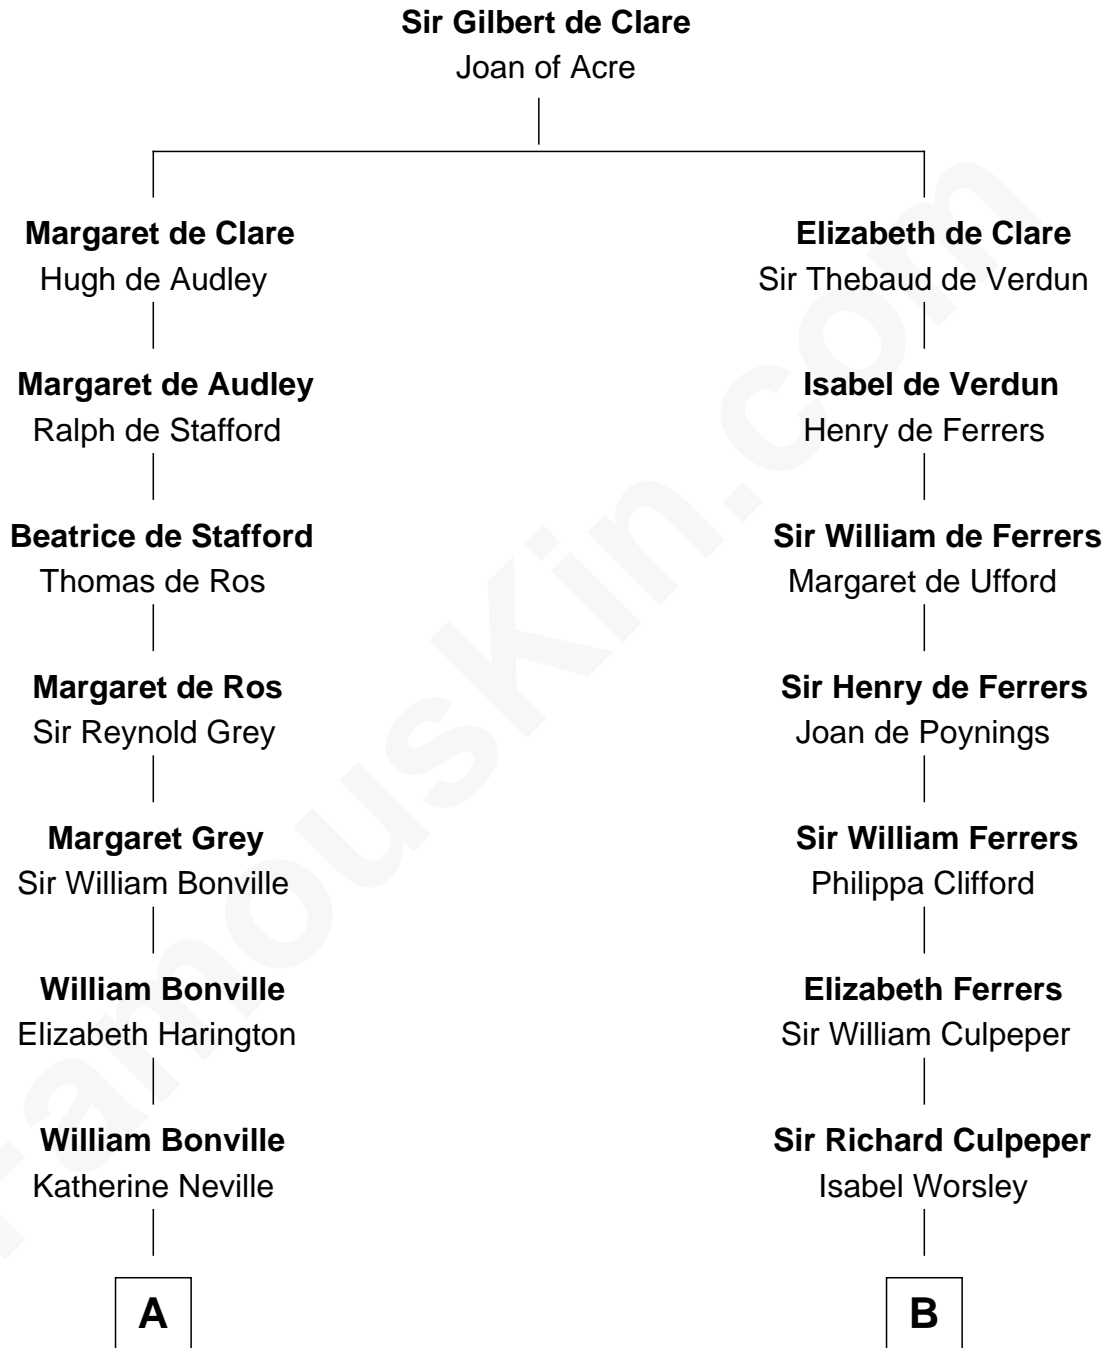 Sir Gilbert de Clare
Joan of Acre
Margaret de Clare
Hugh de Audley
Elizabeth de Clare
Sir Thebaud de Verdun
Margaret de Audley
Ralph de Stafford
Isabel de Verdun
Henry de Ferrers
Beatrice de Stafford
Thomas de Ros
Sir William de Ferrers
Margaret de Ufford
Margaret de Ros
Sir Reynold Grey
Sir Henry de Ferrers
Joan de Poynings
Margaret Grey
Sir William Bonville
Sir William Ferrers
Philippa Clifford
William Bonville
Elizabeth Harington
Elizabeth Ferrers
Sir William Culpeper
William Bonville
Katherine Neville
Sir Richard Culpeper
Isabel Worsley
A
B
FamousKin.com